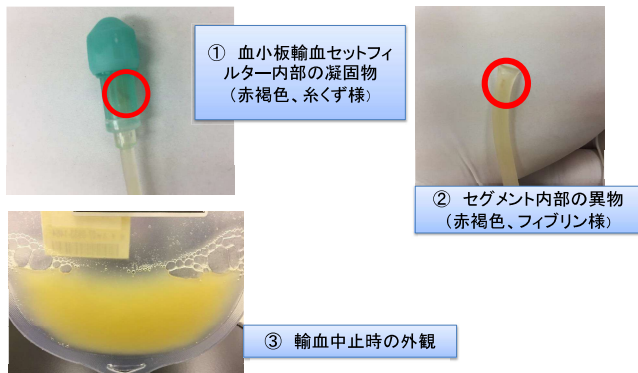 ① 血小板輸血セットフィ
ルター内部の凝固物
（赤褐色、糸くず様）
② セグメント内部の異物
（赤褐色、フィブリン様）
③ 輸血中止時の外観